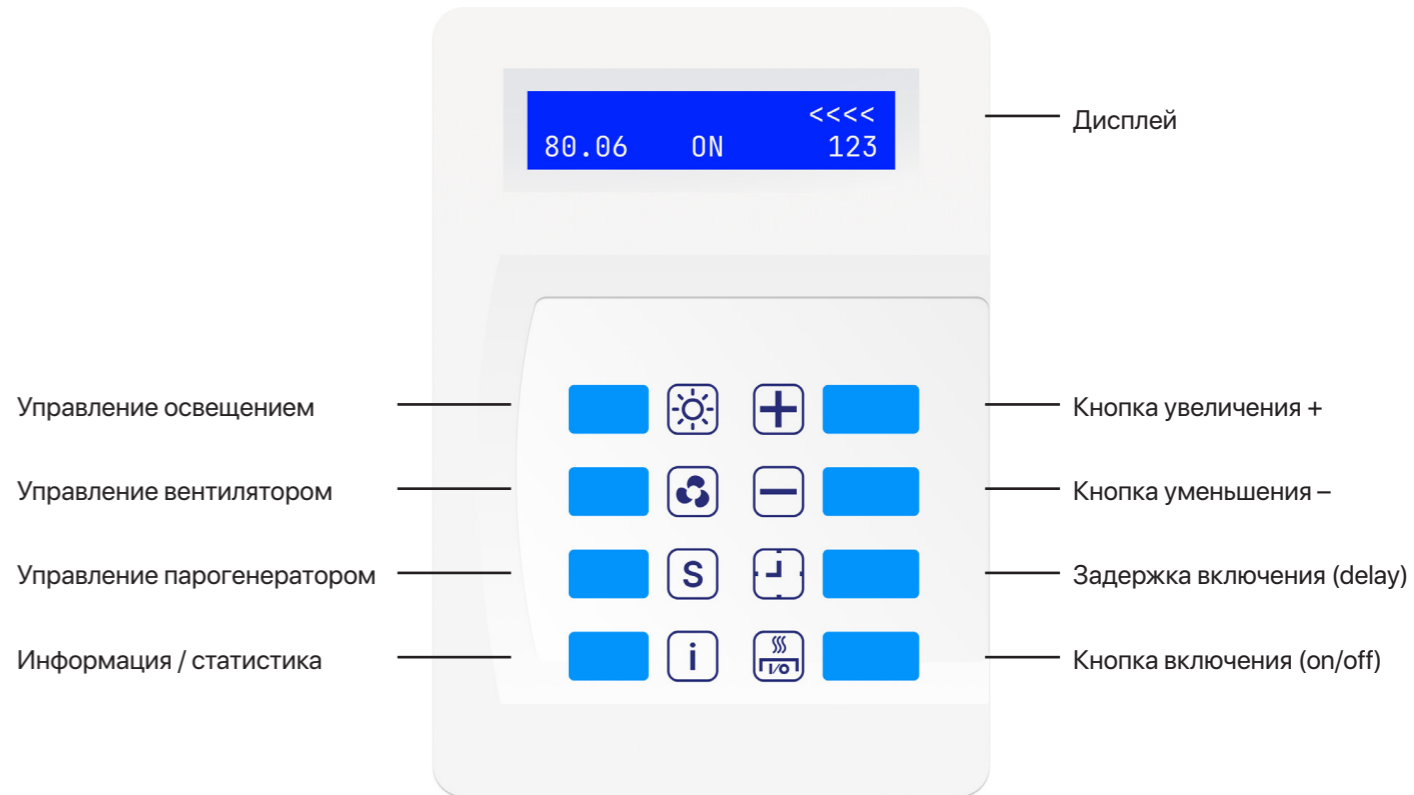 <<<<
80.06 ON 123
Дисплей
Управление освещением
Кнопка увеличения +
Управление вентилятором
Кнопка уменьшения –
Управление парогенератором
S
Задержка включения (delay)
Информация / статистика
i
I/O
Кнопка включения (on/off)